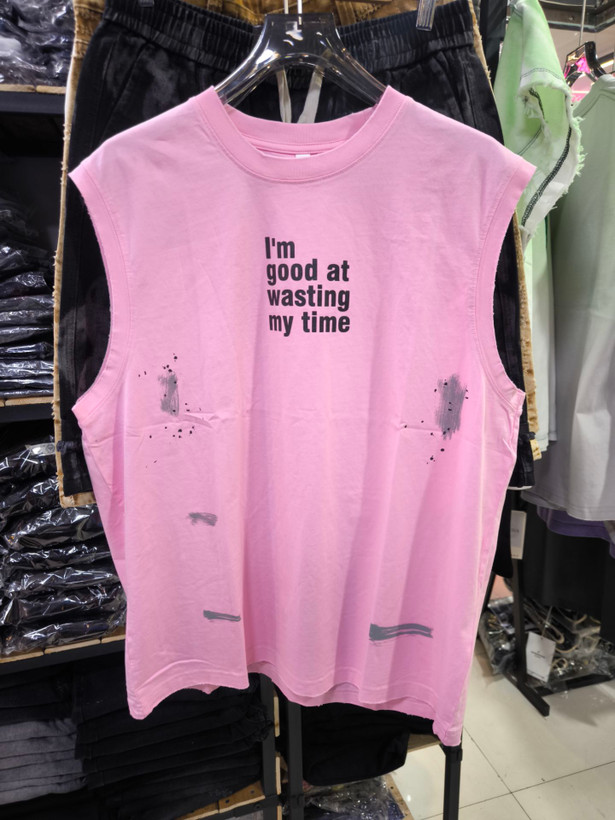 I'm
good at
wasting
my time